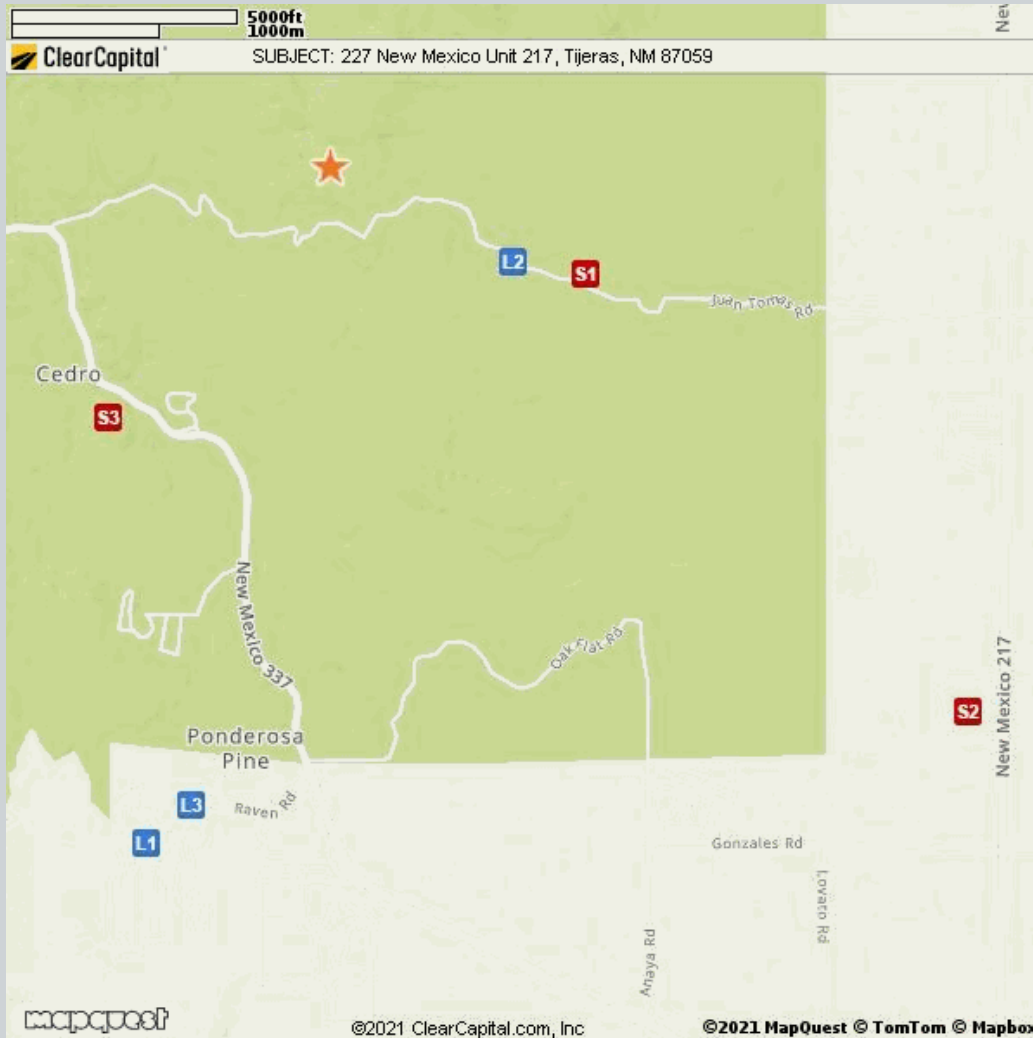 5000ft
1000m
ClearCapital
SUBJECT: 227 New Mexico Unit 217, Tijeras, NM 87059
L2
S1
Juan Tomas Rd
Cedro
S3
New Mexico 337
Oak Flat Rd
New Mexico 217
S2
Ponderosa
Pine
L3
Raven Rd
L1
Gonzales Rd
Lovato Rd
Anaya Rd
mapquest
©2021 ClearCapital.com, Inc
©2021 MapQuest © TomTom © Mapbox